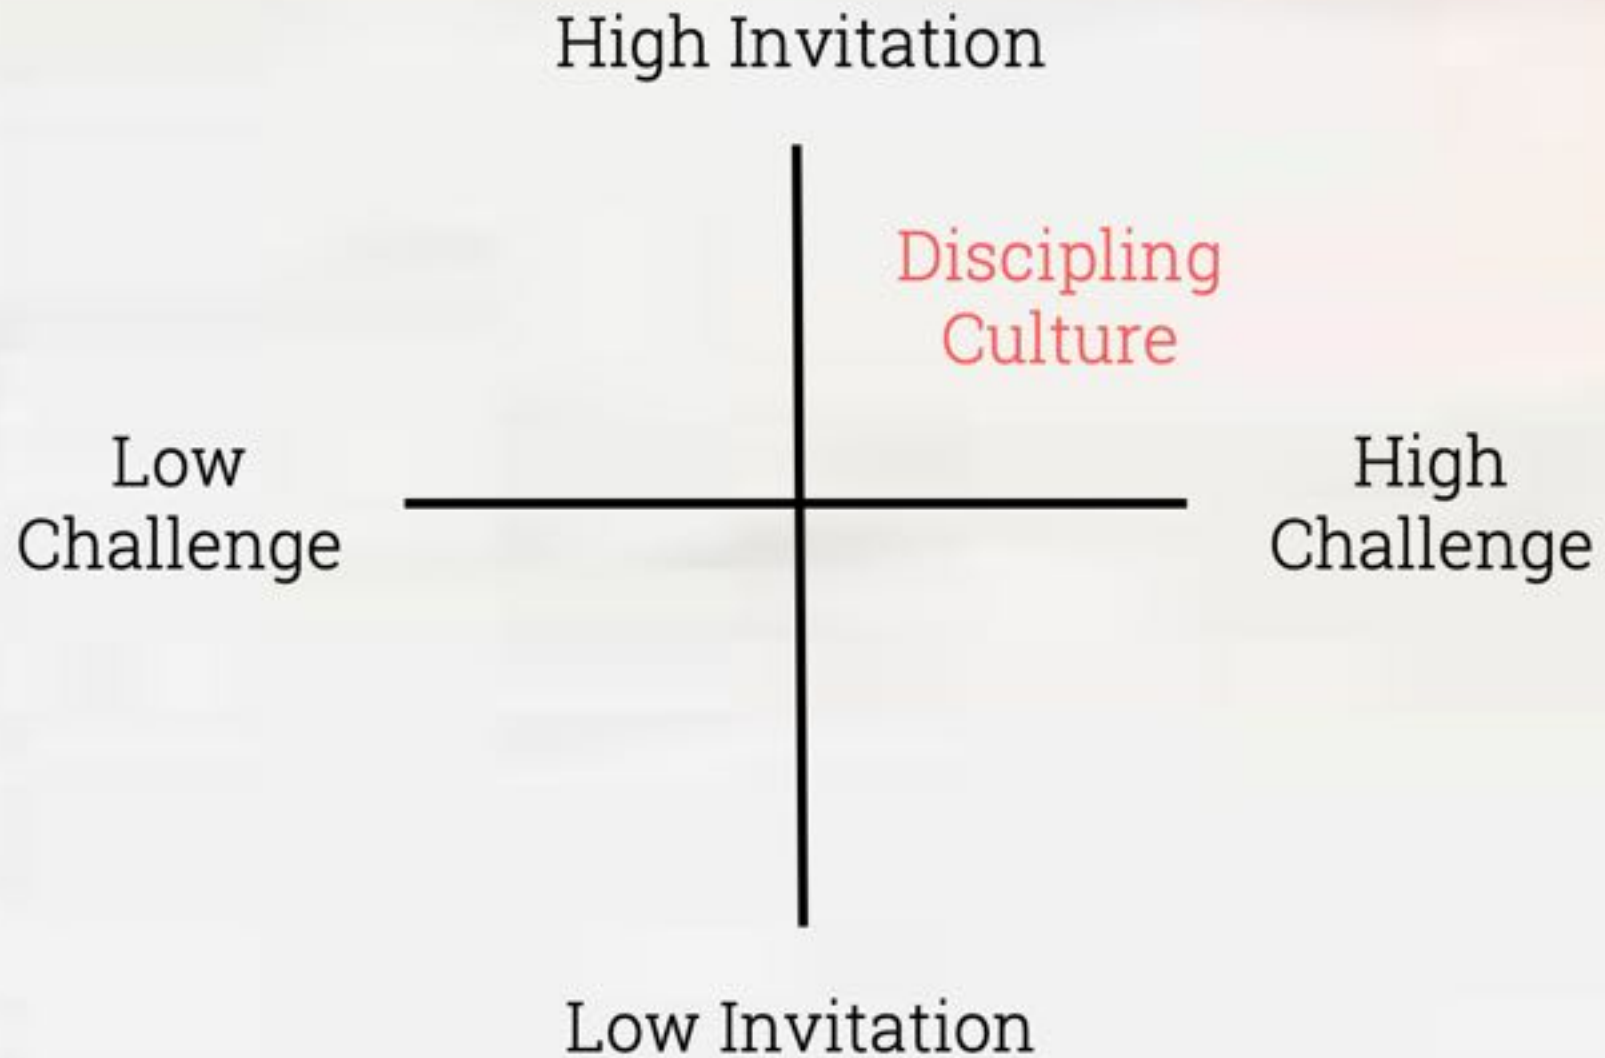 High Invitation
Discipling
Culture
Low
Challenge
High
Challenge
Low Invitation